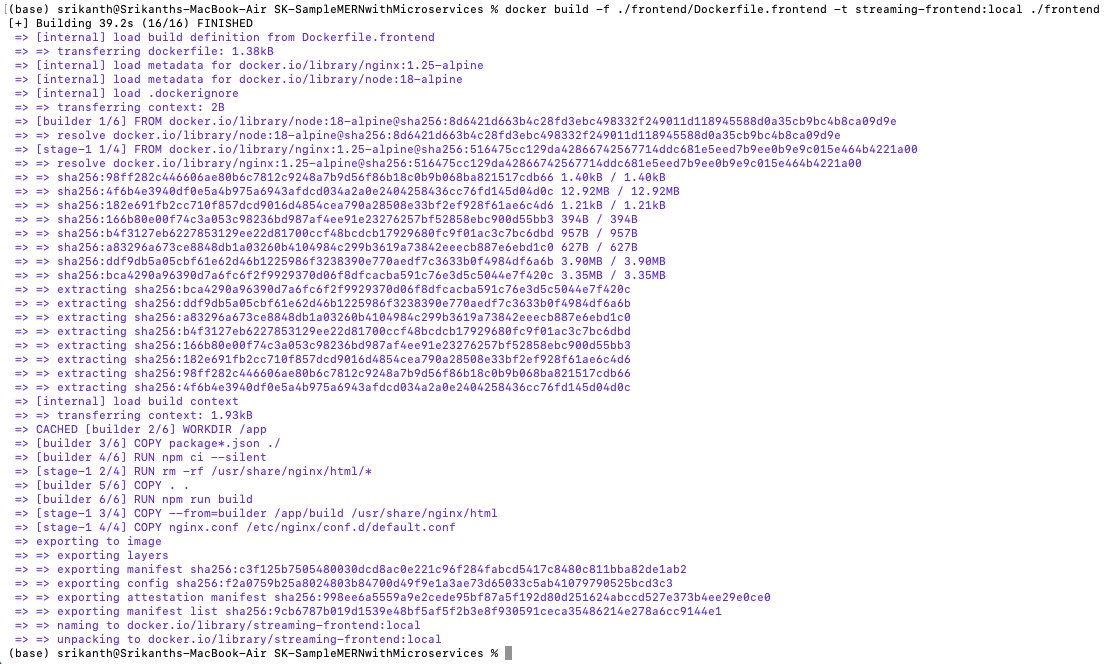 (base) srikanth@Srikanths-MacBook-Air SK-SampleMERNwithMicroservices % docker build -f ./frontend/Dockerfile.frontend -t streaming-frontend:local ./frontend
[+] Building 39.2s (16/16) FINISHED
=> [internal] load build definition from Dockerfile.frontend
=> => transferring dockerfile: 1.38kB
=> [internal] load metadata for docker.io/library/nginx:1.25-alpine
=> [internal] load metadata for docker.io/library/node:18-alpine
=> [internal] load .dockerignore
=> => transferring context: 2B
=> [builder 1/6] FROM docker.io/library/node:18-alpine@sha256:8d6421d663b4c28fd3ebc498332f249011d118945588d0a35cb9bc4b8ca09d9e
=> => resolve docker.io/library/node:18-alpine@sha256:8d6421d663b4c28fd3ebc498332f249011d118945588d0a35cb9bc4b8ca09d9e
=> [stage-1 1/4] FROM docker.io/library/nginx:1.25-alpine@sha256:516475cc129da42866742567714ddc681e5eed7b9ee0b9e9c015e464b4221a00
=> => resolve docker.io/library/nginx:1.25-alpine@sha256:516475cc129da42866742567714ddc681e5eed7b9ee0b9e9c015e464b4221a00
=> => sha256:98ff282c446606ae80b6c7812c9248a7b9d56f86b18c0b9b068ba821517cdb66 1.40kB / 1.40kB
=> => sha256:4f6b4e3940df0e5a4b975a6943afdcd034a2a0e2404258436cc76fd145d04d0c 12.92MB / 12.92MB
=> => sha256:182e691fb2cc710f857dcd9016d4854cea790a28508e33bf2ef928f61ae6c4d6 1.21kB / 1.21kB
=> => sha256:166b80e00f74c3a053c98236bd987af4ee91e23276257bf52858ebc900d55bb3 394B / 394B
=> => sha256:b4f3127eb6227853129ee22d81700ccf48bcdcb17929680fc9f01ac3c7bc6dbd 957B / 957B
=> => sha256:a83296a673ce8848db1a03260b4104984c299b3619a73842eeecb887e6ebd1c0 627B / 627B
=> => sha256:ddf9db5a05cbf61e62d46b1225986f3238390e770aedf7c3633b0f4984df6a6b 3.90MB / 3.90MB
=> => sha256:bca4290a96390d7a6fc6f2f9929370d06f8dfcacba591c76e3d5c5044e7f420c 3.35MB / 3.35MB
=> => extracting sha256:bca4290a96390d7a6fc6f2f9929370d06f8dfcacba591c76e3d5c5044e7f420c
=> => extracting sha256:ddf9db5a05cbf61e62d46b1225986f3238390e770aedf7c3633b0f4984df6a6b
=> => extracting sha256:a83296a673ce8848db1a03260b4104984c299b3619a73842eeecb887e6ebd1c0
=> => extracting sha256:b4f3127eb6227853129ee22d81700ccf48bcdcb17929680fc9f01ac3c7bc6dbd
=> => extracting sha256:166b80e00f74c3a053c98236bd987af4ee91e23276257bf52858ebc900d55bb3
=> => extracting sha256:182e691fb2cc710f857dcd9016d4854cea790a28508e33bf2ef928f61ae6c4d6
=> => extracting sha256:98ff282c446606ae80b6c7812c9248a7b9d56f86b18c0b9b068ba821517cdb66
=> => extracting sha256:4f6b4e3940df0e5a4b975a6943afdcd034a2a0e2404258436cc76fd145d04d0c
=> [internal] load build context
=> => transferring context: 1.93kB
=> CACHED [builder 2/6] WORKDIR /app
=> [builder 3/6] COPY package*.json ./
=> [builder 4/6] RUN npm ci --silent
=> [stage-1 2/4] RUN rm -rf /usr/share/nginx/html/*
=> [builder 5/6] COPY . .
=> [builder 6/6] RUN npm run build
=> [stage-1 3/4] COPY --from=builder /app/build /usr/share/nginx/html
=> [stage-1 4/4] COPY nginx.conf /etc/nginx/conf.d/default.conf
=> exporting to image
=> => exporting layers
=> => exporting manifest sha256:c3f125b7505480030dcd8ac0e221c96f284fabcd5417c8480c811bba82de1ab2
=> => exporting config sha256:f2a0759b25a8024803b84700d49f9e1a3ae73d65033c5ab41079790525bcd3c3
=> => exporting attestation manifest sha256:998ee6a5559a9e2cede95bf87a5f192d80d251624abccd527e373b4ee29e0ce0
=> => exporting manifest list sha256:9cb6787b019d1539e48bf5af5f2b3e8f930591ceca35486214e278a6cc9144e1
=> => naming to docker.io/library/streaming-frontend:local
=> => unpacking to docker.io/library/streaming-frontend:local
(base) srikanth@Srikanths-MacBook-Air SK-SampleMERNwithMicroservices %